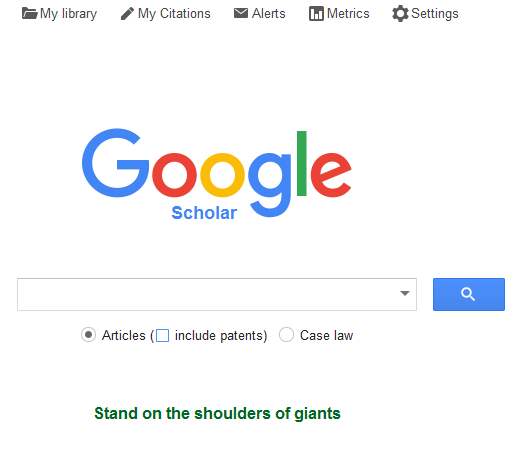 My library My Citations Alerts Metrics Settings
Google
Scholar
Articles (include patents) Case law
Stand on the shoulders of giants